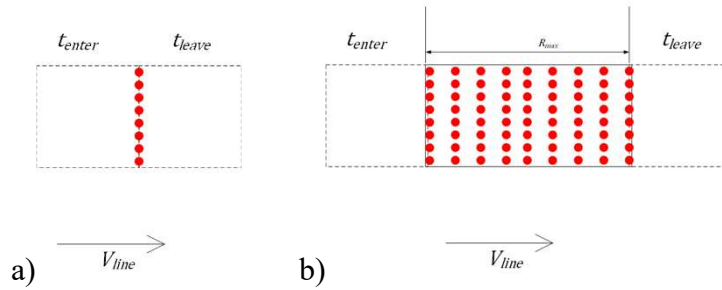 t_enter t_leave
t_enter R_max t_leave
a) V_line
b) V_line